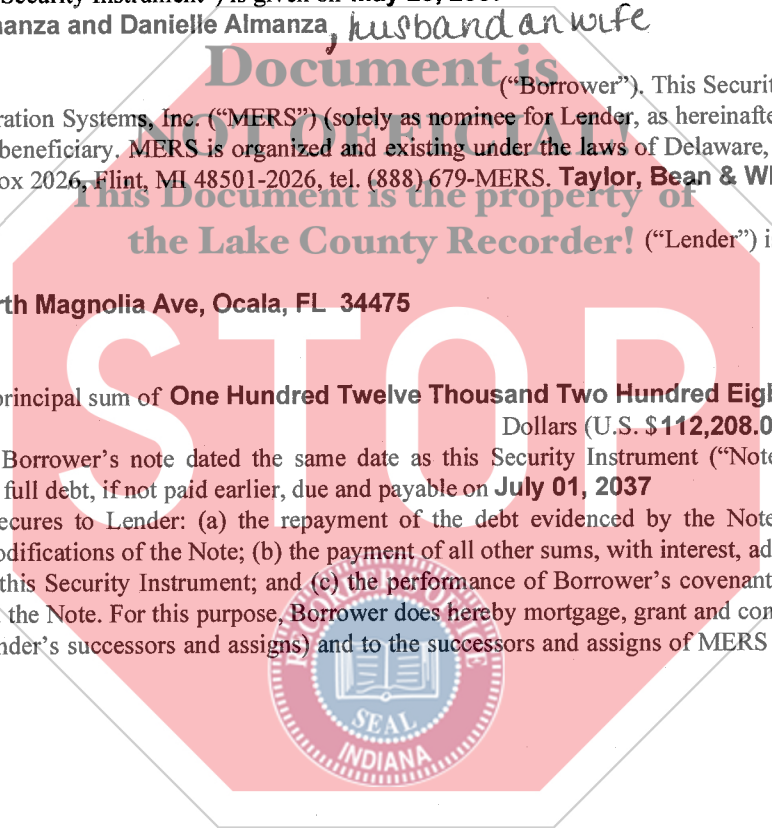 nanza and Danielle Almanza, husband an wife
Document is
("Borrower"). This Securit
NOT OFFICIAL!
ration Systems, Inc. ("MERS") (solely as nominee for Lender, as hereinafte
beneficiary. MERS is organized and existing under the laws of Delaware,
ox 2026, Flint, MI 48501-2026, tel. (888) 679-MERS. Taylor, Bean & Wh
This Document is the property of
the Lake County Recorder!
("Lender") i
rth Magnolia Ave, Ocala, FL 34475
STOP
principal sum of One Hundred Twelve Thousand Two Hundred Eigh
Dollars (U.S. $112,208.0
Borrower's note dated the same date as this Security Instrument ("Note
full debt, if not paid earlier, due and payable on July 01, 2037
ecures to Lender: (a) the repayment of the debt evidenced by the Note
odifications of the Note; (b) the payment of all other sums, with interest, ad
this Security Instrument; and (c) the performance of Borrower's covenant
the Note. For this purpose, Borrower does hereby mortgage, grant and con
nder's successors and assigns) and to the successors and assigns of MERS
RECORDER'S OFFICE
SEAL
INDIANA